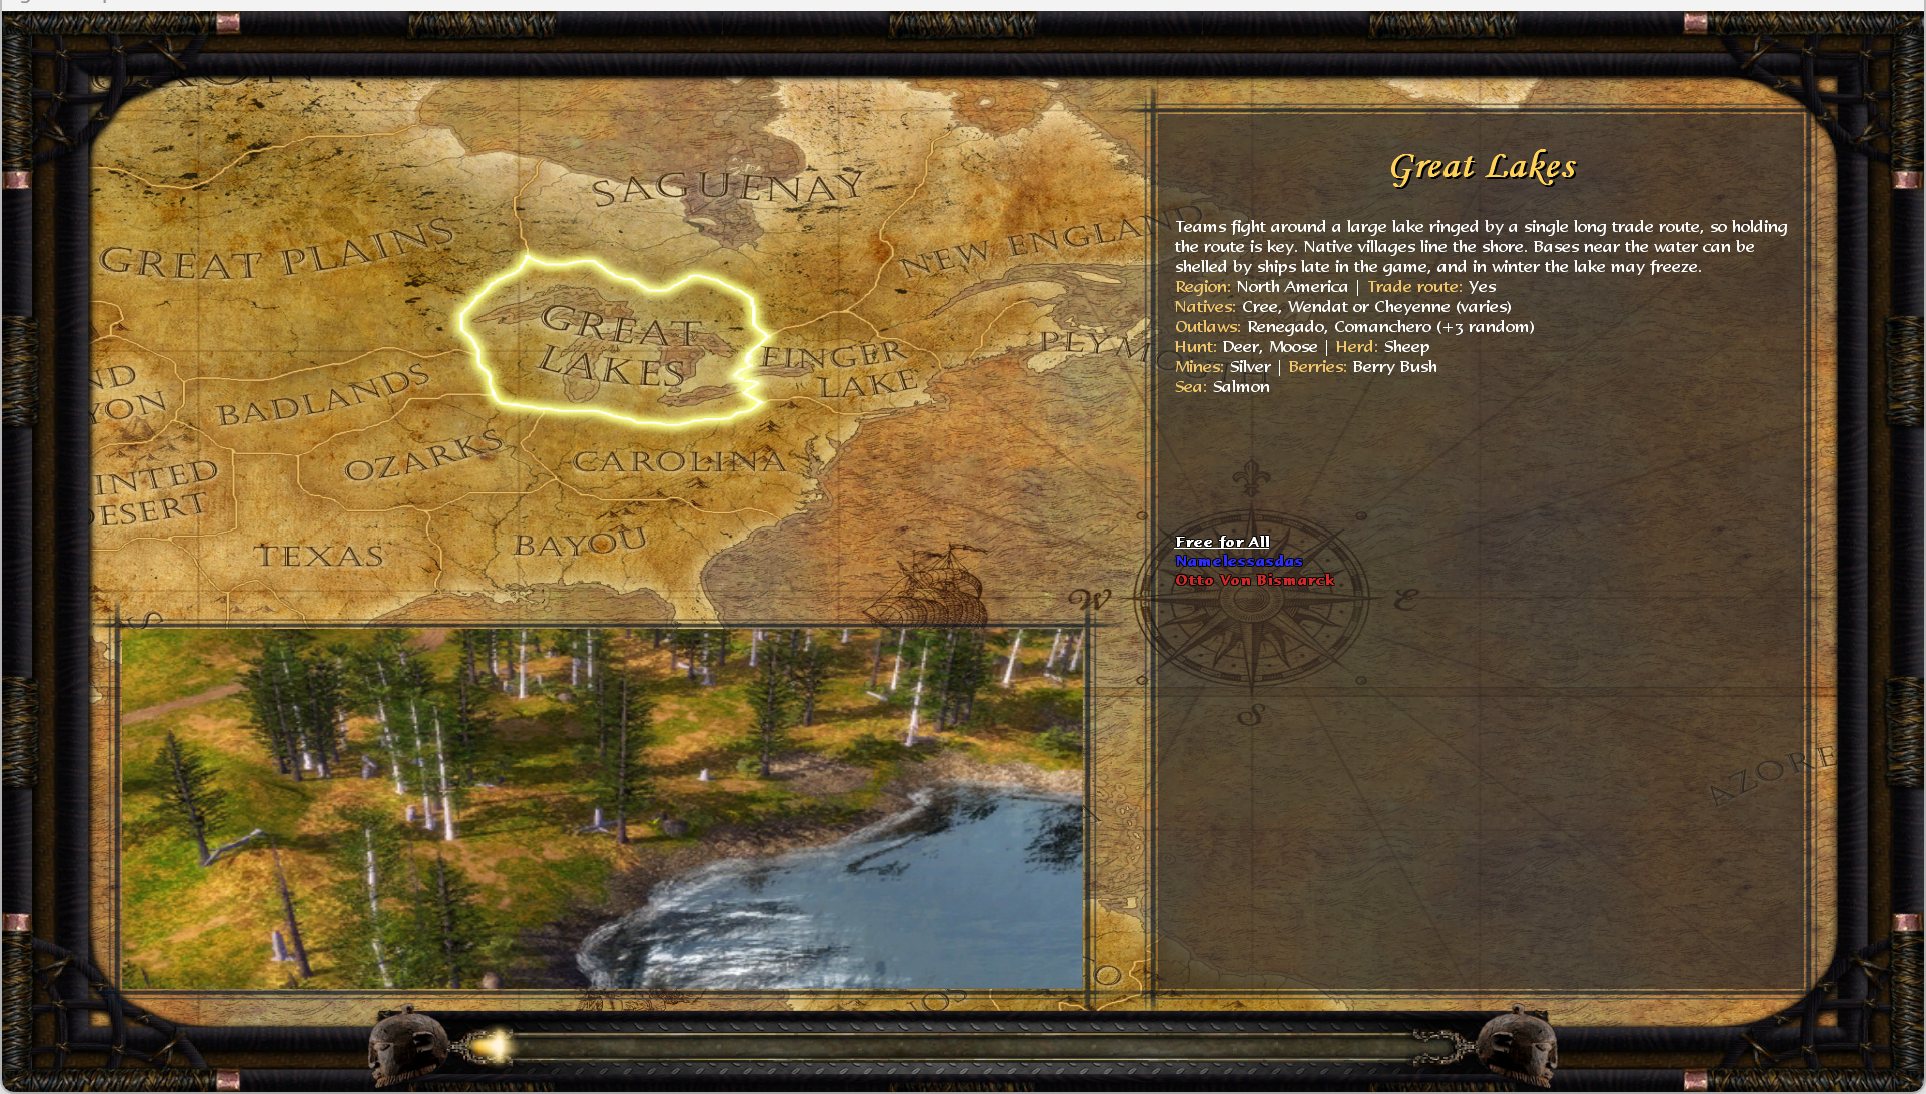 SAGUENAY
GREAT PLAINS
NEW ENGLAND
GREAT
LAKES
FINGER
LAKE
BADLANDS
OZARKS
CAROLINA
DESERT
TEXAS
BAYOU
W
E
S
AZORE
Great Lakes
Teams fight around a large lake ringed by a single long trade route, so holding
the route is key. Native villages line the shore. Bases near the water can be
shelled by ships late in the game, and in winter the lake may freeze.
Region: North America | Trade route: Yes
Natives: Cree, Wendat or Cheyenne (varies)
Outlaws: Renegado, Comanchero (+3 random)
Hunt: Deer, Moose | Herd: Sheep
Mines: Silver | Berries: Berry Bush
Sea: Salmon
Free for All
Namelessasdas
Otto Von Bismarck